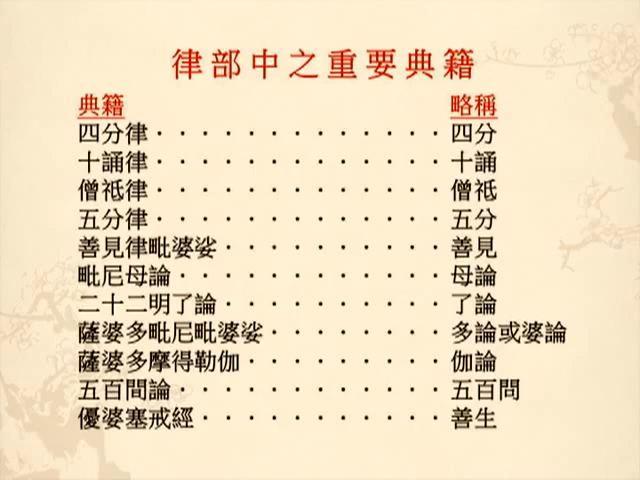 律部中之重要典籍
典籍 略稱
四分律・・・・・・・・・・・・・四分
十誦律・・・・・・・・・・・・・十誦
僧祇律・・・・・・・・・・・・・僧祇
五分律・・・・・・・・・・・・・五分
善見律毗婆娑・・・・・・・・・・善見
毗尼母論・・・・・・・・・・・・母論
二十二明了論・・・・・・・・・・了論
薩婆多毗尼毗婆娑・・・・・・・・多論或婆論
薩婆多摩得勒伽・・・・・・・・・伽論
五百間論・・・・・・・・・・・・五百問
優婆塞戒經・・・・・・・・・・・善生